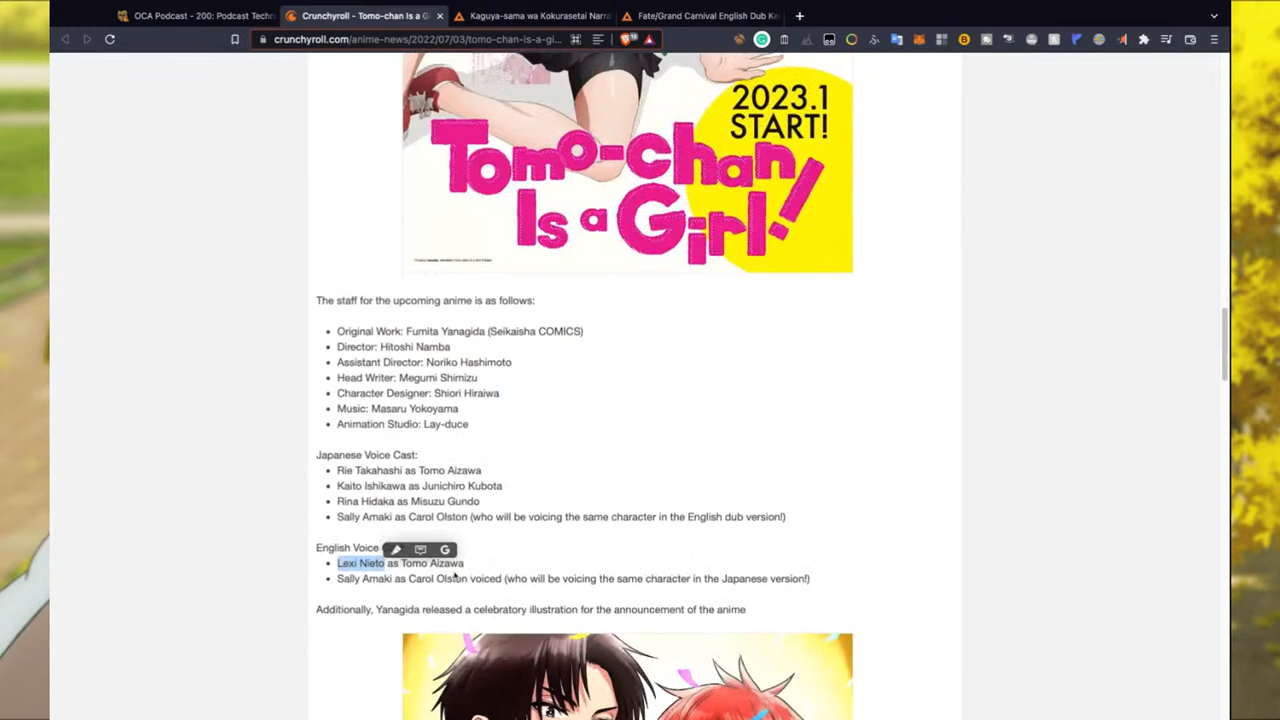 OCA Podcast - 200: Podcast Techn
Crunchyroll - Tomo-chan Is a G
Kaguya-sama wa Kokurasetai Narra
Fate/Grand Carnival English Dub Ke
crunchyroll.com/anime-news/2022/07/03/tomo-chan-is-a-gi...
2023.1
START!
Tomo-chan
Is a Girl!
The staff for the upcoming anime is as follows:
• Original Work: Fumita Yanagida (Seikaisha COMICS)
• Director: Hitoshi Namba
• Assistant Director: Noriko Hashimoto
• Head Writer: Megumi Shimizu
• Character Designer: Shiori Hiraiwa
• Music: Masaru Yokoyama
• Animation Studio: Lay-duce
Japanese Voice Cast:
• Rie Takahashi as Tomo Aizawa
• Kaito Ishikawa as Junichiro Kubota
• Rina Hidaka as Misuzu Gundo
• Sally Amaki as Carol Olston (who will be voicing the same character in the English dub version!)
English Voice
• Lexi Nieto as Tomo Aizawa
• Sally Amaki as Carol Olston voiced (who will be voicing the same character in the Japanese version!)
Additionally, Yanagida released a celebratory illustration for the announcement of the anime